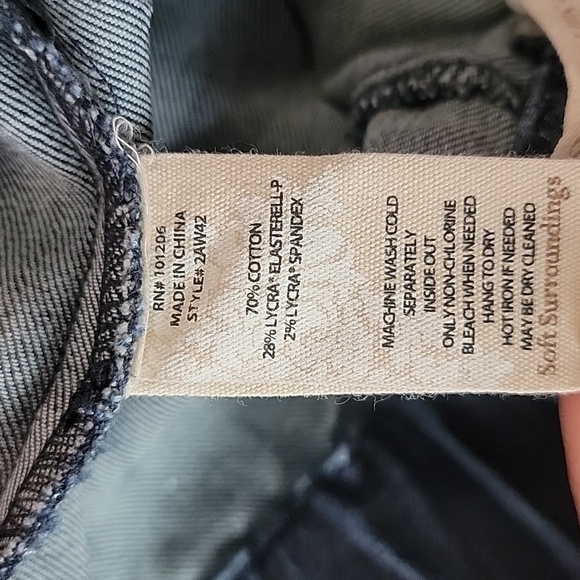 RN# 101206
MADE IN CHINA
STYLE# 2AW42
70% COTTON
28% LYCRA® ELASTERELL-P
2% LYCRA® SPANDEX
MACHINE WASH COLD
SEPARATELY
INSIDE OUT
ONLY NON-CHLORINE
BLEACH WHEN NEEDED
HANG TO DRY
HOT IRON IF NEEDED
MAY BE DRY CLEANED
Soft Surroundings